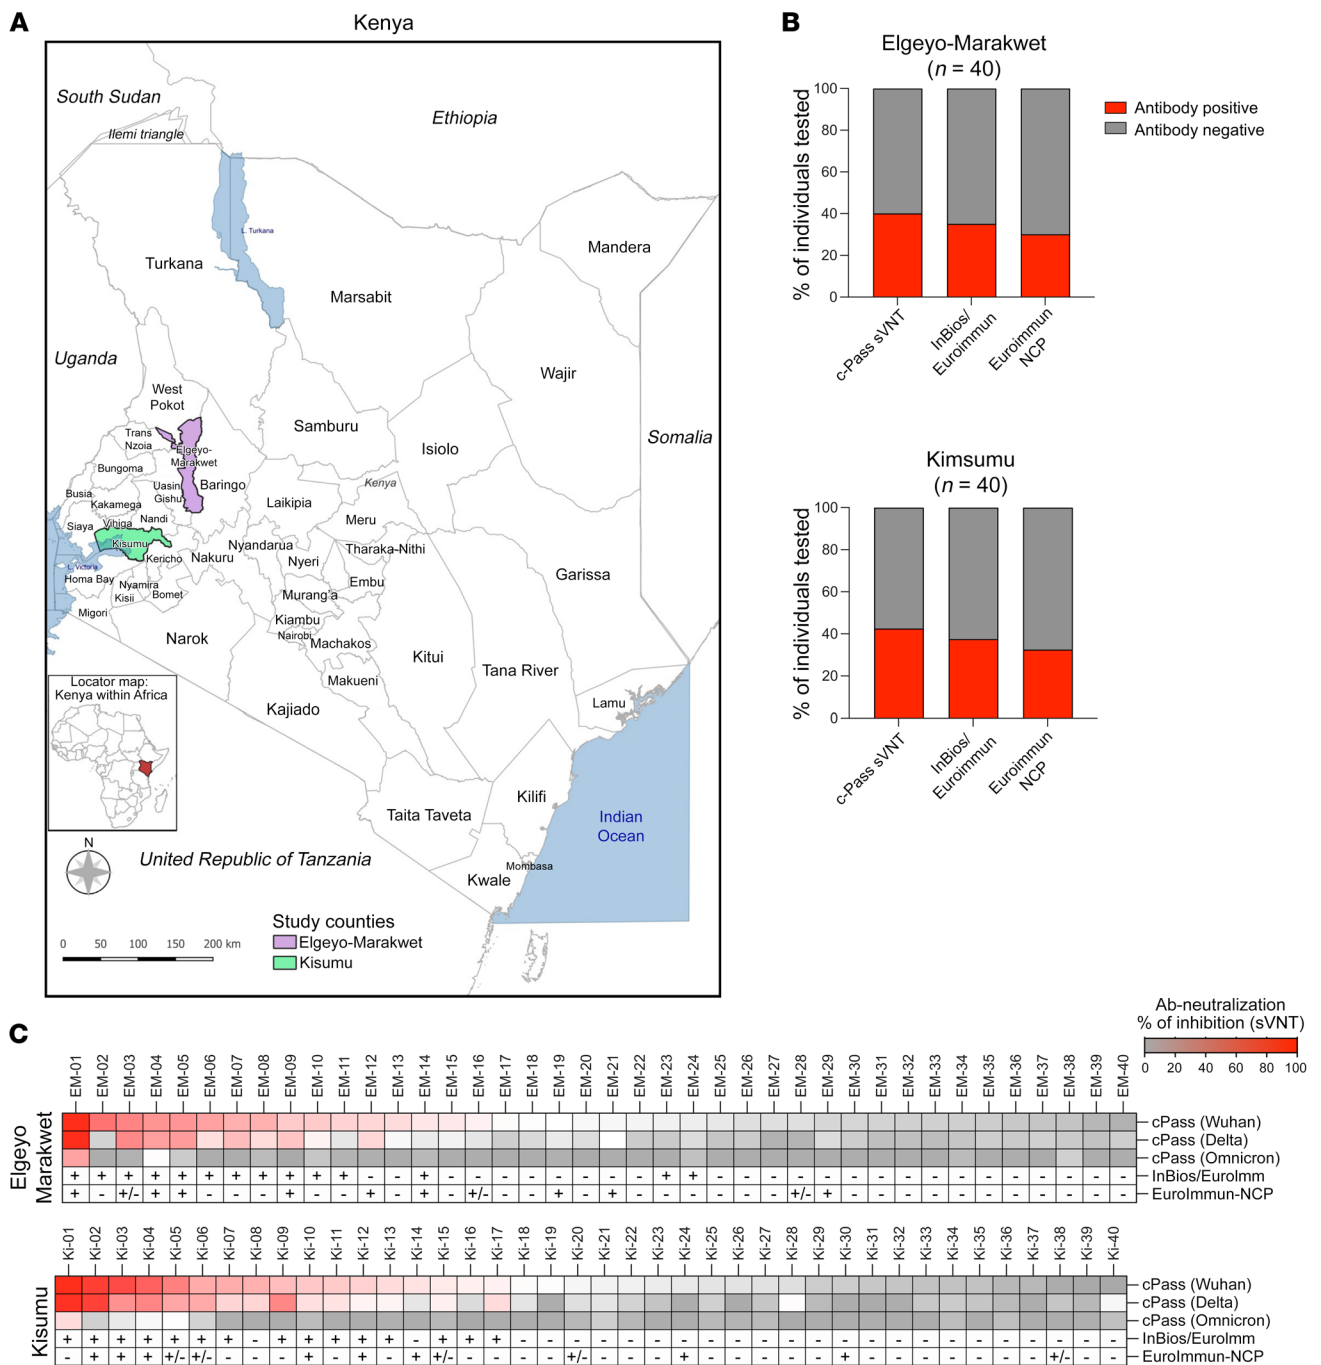 A
Kenya
South Sudan
Ilemi triangle
Ethiopia
L. Turkana
Turkana
Marsabit
Mandera
Uganda
Wajir
West
Pokot
Samburu
Isiolo
Somalia
Trans
Nzoia
Elgeyo-
Marakwet
Bungoma
Uasin
Gishu
Baringo
Kenya
Busia
Kakamega
Laikipia
Meru
Siaya
Vihiga
Nandi
Kisumu
Nyandarua
Tharaka-Nithi
L. Victoria
Kericho
Nakuru
Nyeri
Garissa
Homa Bay
Nyamira
Kisii
Bomet
Embu
Murang'a
Migori
Kiambu
Nairobi
Machakos
Narok
Kitui
Tana River
Makueni
Locator map:
Kenya within Africa
Kajiado
Lamu
Kilifi
Taita Taveta
Indian
Ocean
N
United Republic of Tanzania
Mombasa
Kwale
Study counties
Elgeyo-Marakwet
Kisumu
0 50 100 150 200 km
B
Elgeyo-Marakwet
(n = 40)
% of individuals tested
100
80
60
40
20
0
c-Pass sVNT
InBios/
Euroimmun
Euroimmun
NCP
Antibody positive
Antibody negative
Kimsumu
(n = 40)
% of individuals tested
100
80
60
40
20
0
c-Pass sVNT
InBios/
Euroimmun
Euroimmun
NCP
C
Ab-neutralization
% of inhibition (sVNT)
0 20 40 60 80 100
EM-01 EM-02 EM-03 EM-04 EM-05 EM-06 EM-07 EM-08 EM-09 EM-10 EM-11 EM-12 EM-13 EM-14 EM-15 EM-16 EM-17 EM-18 EM-19 EM-20 EM-21 EM-22 EM-23 EM-24 EM-25 EM-26 EM-27 EM-28 EM-29 EM-30 EM-31 EM-32 EM-33 EM-34 EM-35 EM-36 EM-37 EM-38 EM-39 EM-40
Elgeyo
Marakwet
cPass (Wuhan)
cPass (Delta)
cPass (Omnicron)
+ + + + + + + + + + + - - + - - - - - - - - + + - - - - - - - - - - - - - - - - InBios/EuroImm
+ - +/- + + - - - + - - + - + - +/- - - + - + - - - - - - +/- + - - - - - - - - - - - EuroImmun-NCP
Ki-01 Ki-02 Ki-03 Ki-04 Ki-05 Ki-06 Ki-07 Ki-08 Ki-09 Ki-10 Ki-11 Ki-12 Ki-13 Ki-14 Ki-15 Ki-16 Ki-17 Ki-18 Ki-19 Ki-20 Ki-21 Ki-22 Ki-23 Ki-24 Ki-25 Ki-26 Ki-27 Ki-28 Ki-29 Ki-30 Ki-31 Ki-32 Ki-33 Ki-34 Ki-35 Ki-36 Ki-37 Ki-38 Ki-39 Ki-40
Kisumu
cPass (Wuhan)
cPass (Delta)
cPass (Omnicron)
+ + + + + + + - + + + + + - + + + - - - - - - - - - - - - - - - - - - - - - - - InBios/EuroImm
- + + + +/- +/- - - - + - + - + +/- - - - - +/- - - - + - - - - - + - - - - - - - +/- - - EuroImmun-NCP